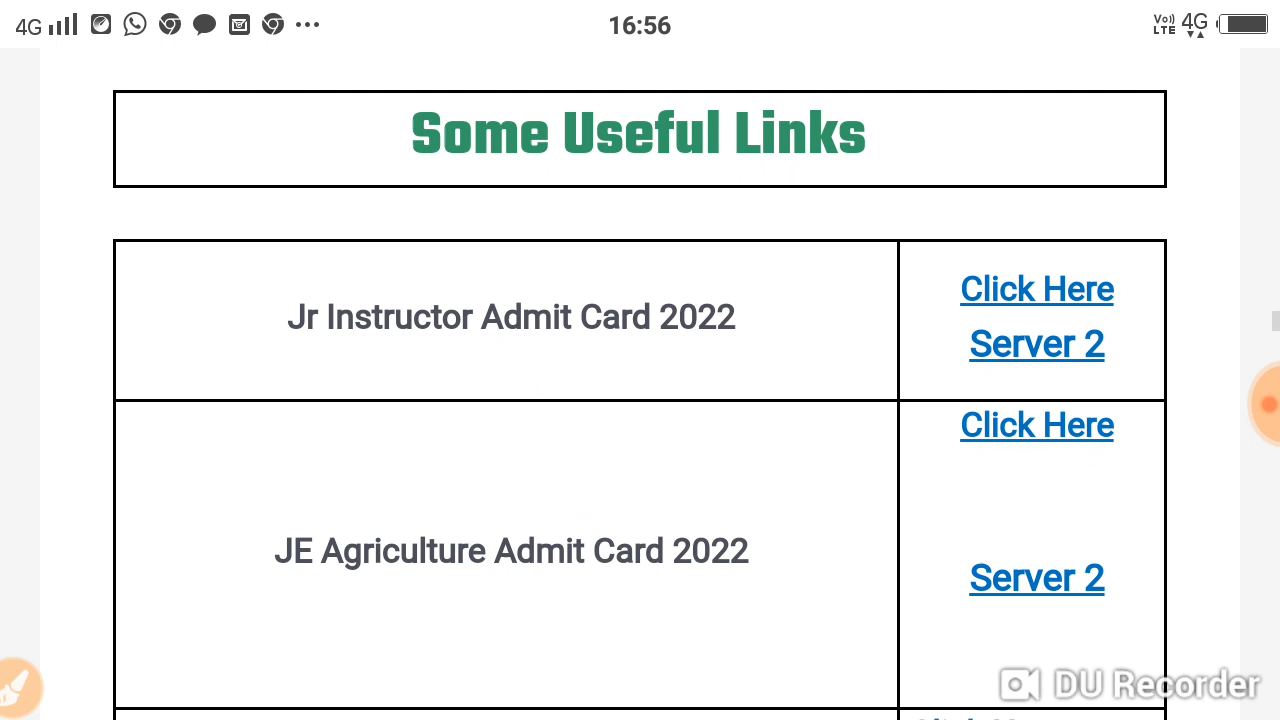 4G 16:56 Vo)) LTE 4G
Some Useful Links
Jr Instructor Admit Card 2022
Click Here
Server 2
JE Agriculture Admit Card 2022
Click Here
Server 2
DU Recorder